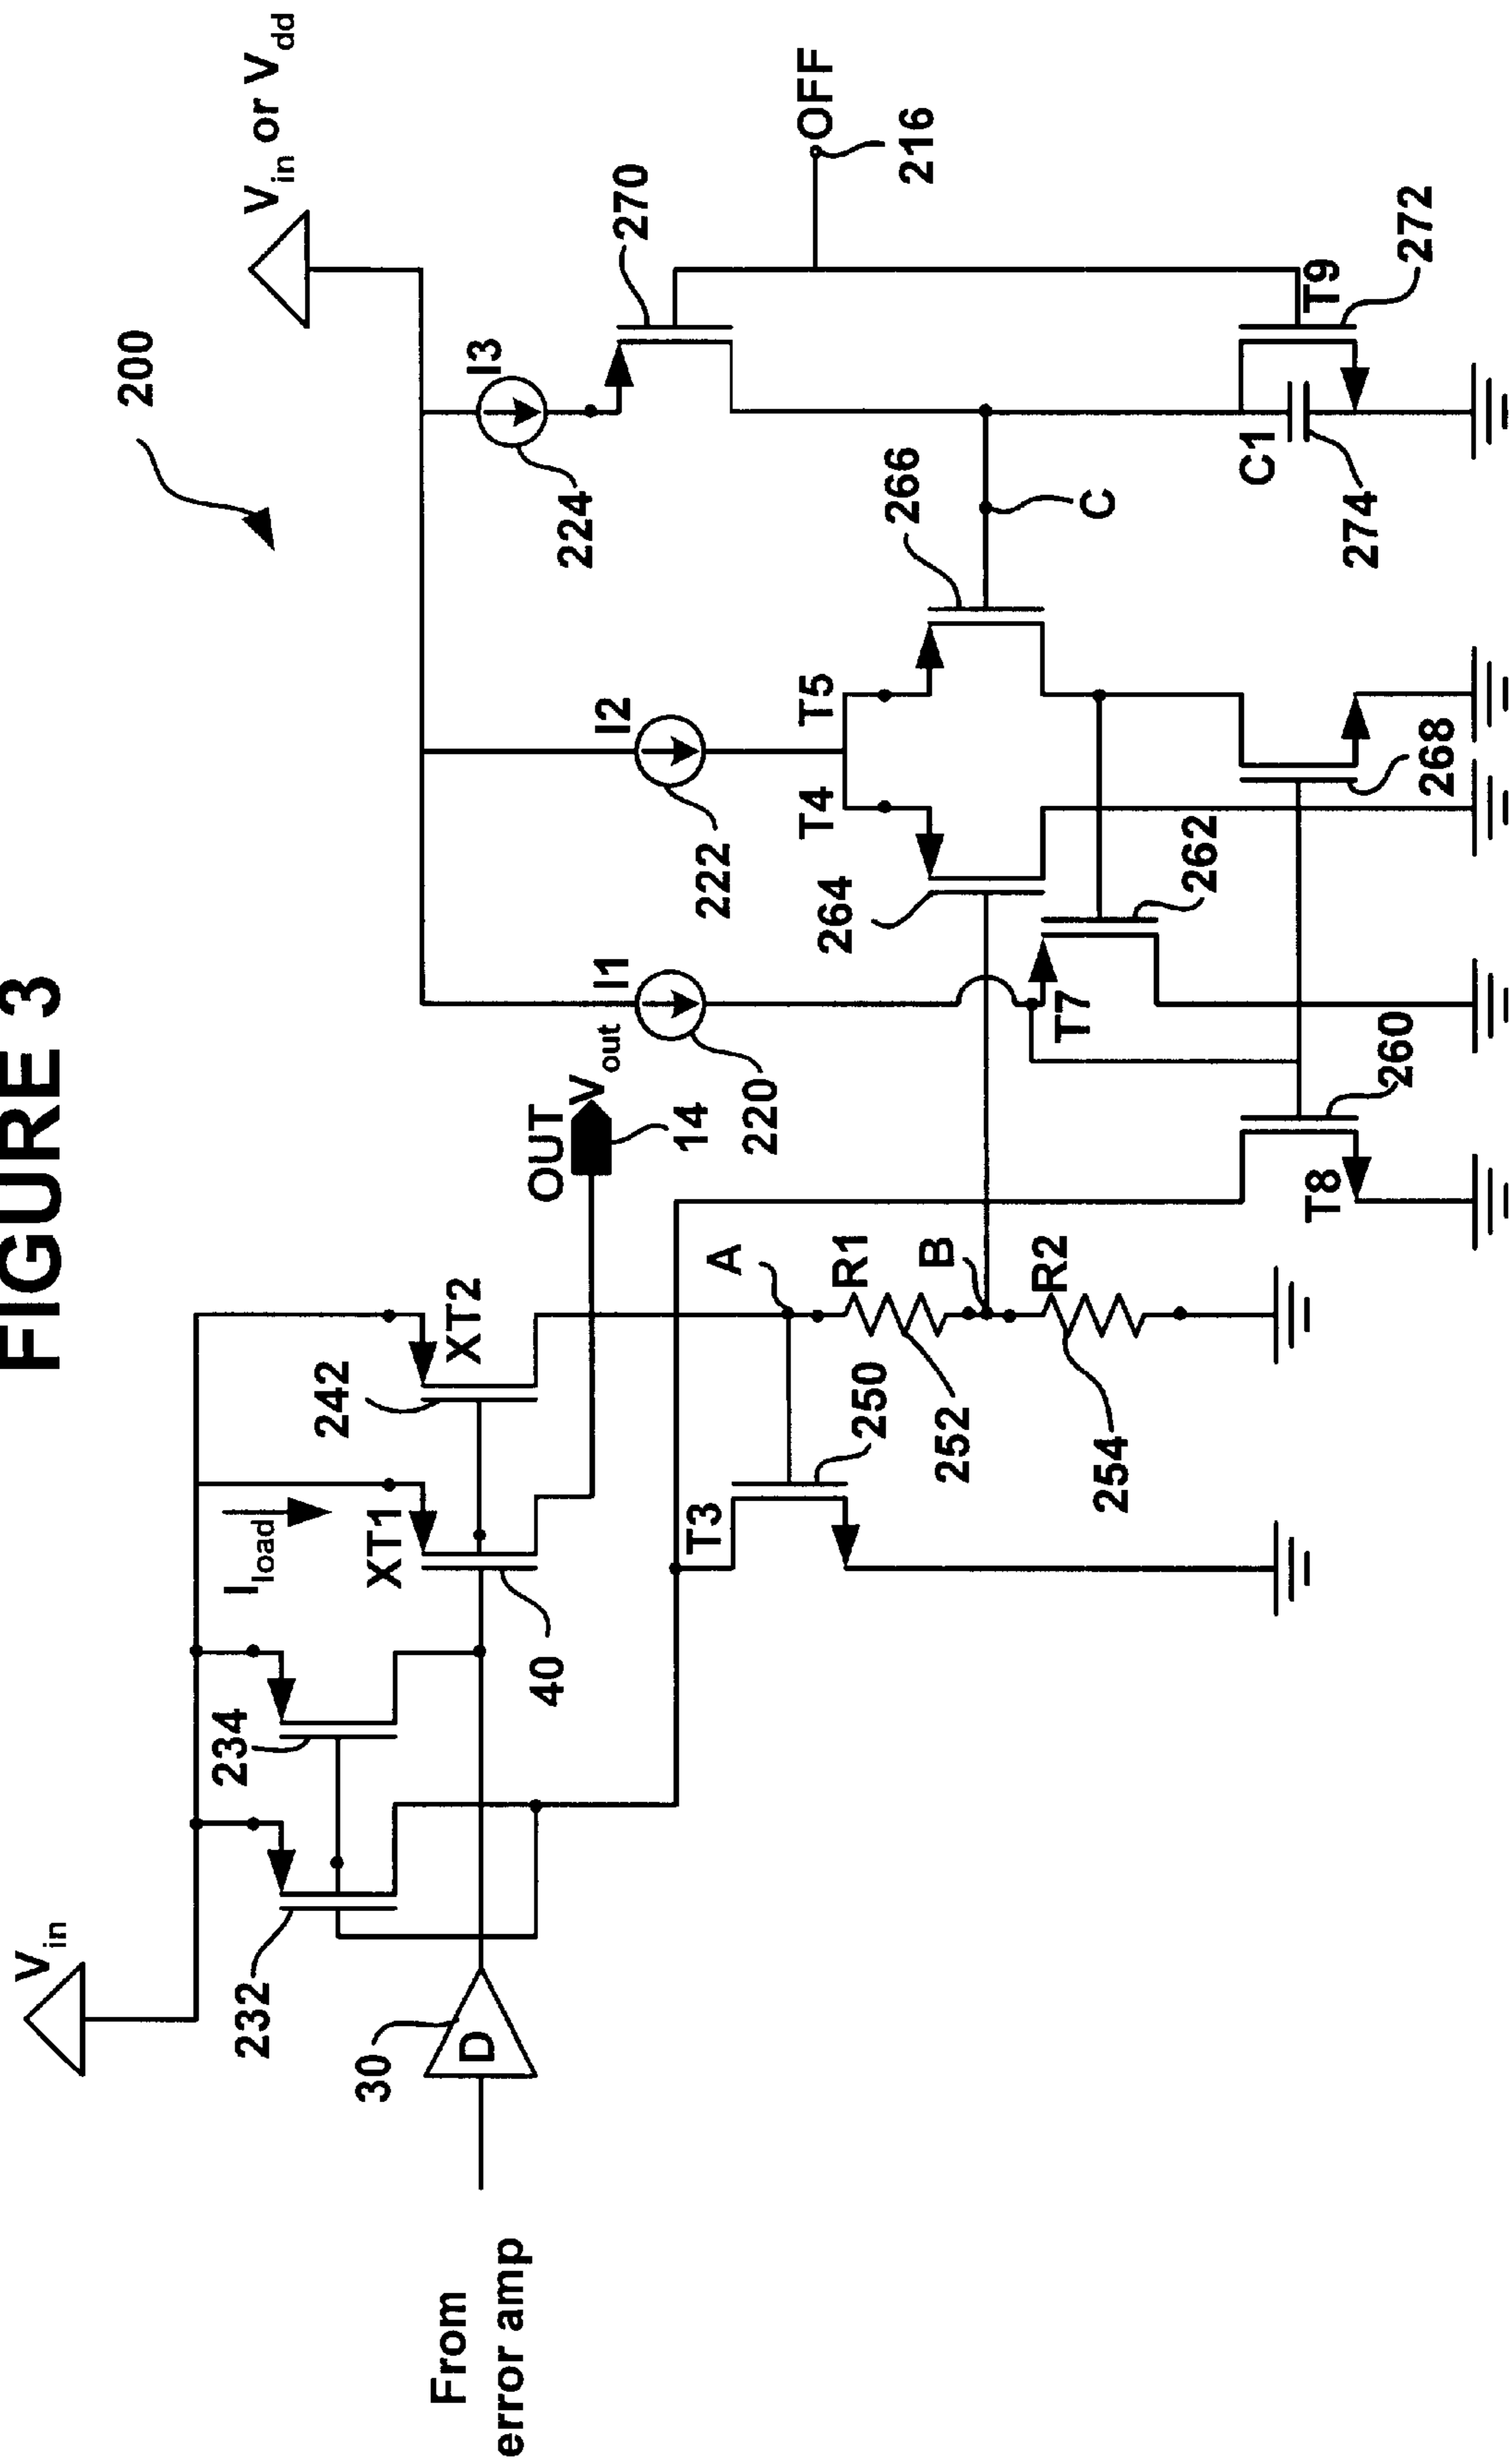 FIGURE 3
200
V_in
V_in or V_dd
I_load
232
234
XT1
242
XT2
30
D
40
From
error amp
OUT
V_out
14
I1
220
I2
222
I3
224
270
OFF
216
T3
250
A
R1
252
B
R2
254
T4
264
T5
266
C
T7
262
T8
260
268
C1
274
T9
272